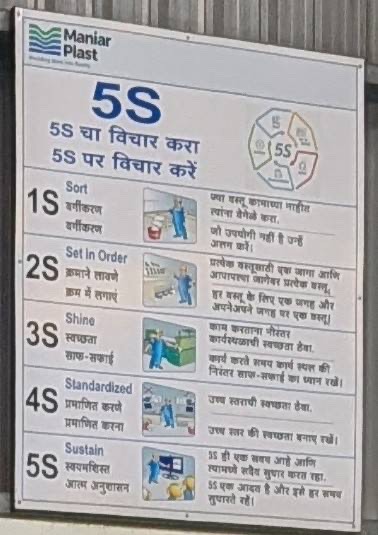 Maniar
Plast
5S
5S चा विचार करा
5S पर विचार करें
5S
1S
Sort
वर्गीकरण
वर्गीकरण
ज्या वस्तू कामाच्या नाहीत
त्यांना वेगळे करा.
जो उपयोगी नहीं है उन्हें
अलग करें।
2S
Set in Order
क्रमाने लावणे
क्रम में लगाएं
प्रत्येक वस्तूसाठी एक जागा आणि
आपापल्या जागेवर प्रत्येक वस्तू.
हर वस्तू के लिए एक जगह और
अपनेअपने जगह पर एक वस्तू।
3S
Shine
स्वच्छता
साफ-सफाई
काम करताना नीरंतर
कार्यस्थळाची स्वच्छता ठेवा.
कार्य करते समय कार्य स्थल की
निरंतर साफ-सफाई का ध्यान रखें।
4S
Standardized
प्रमाणित करणे
प्रमाणित करना
उच्च स्तराची स्वच्छता ठेवा.
उच्च स्तर की स्वच्छता बनाए रखें।
5S
Sustain
स्वयमशिस्त
आत्म अनुशासन
5S ही एक सवय आहे आणि
त्यामध्ये सदैव सुधार करत रहा.
5S एक आदत है और इसे हर समय
सुधारते रहें।